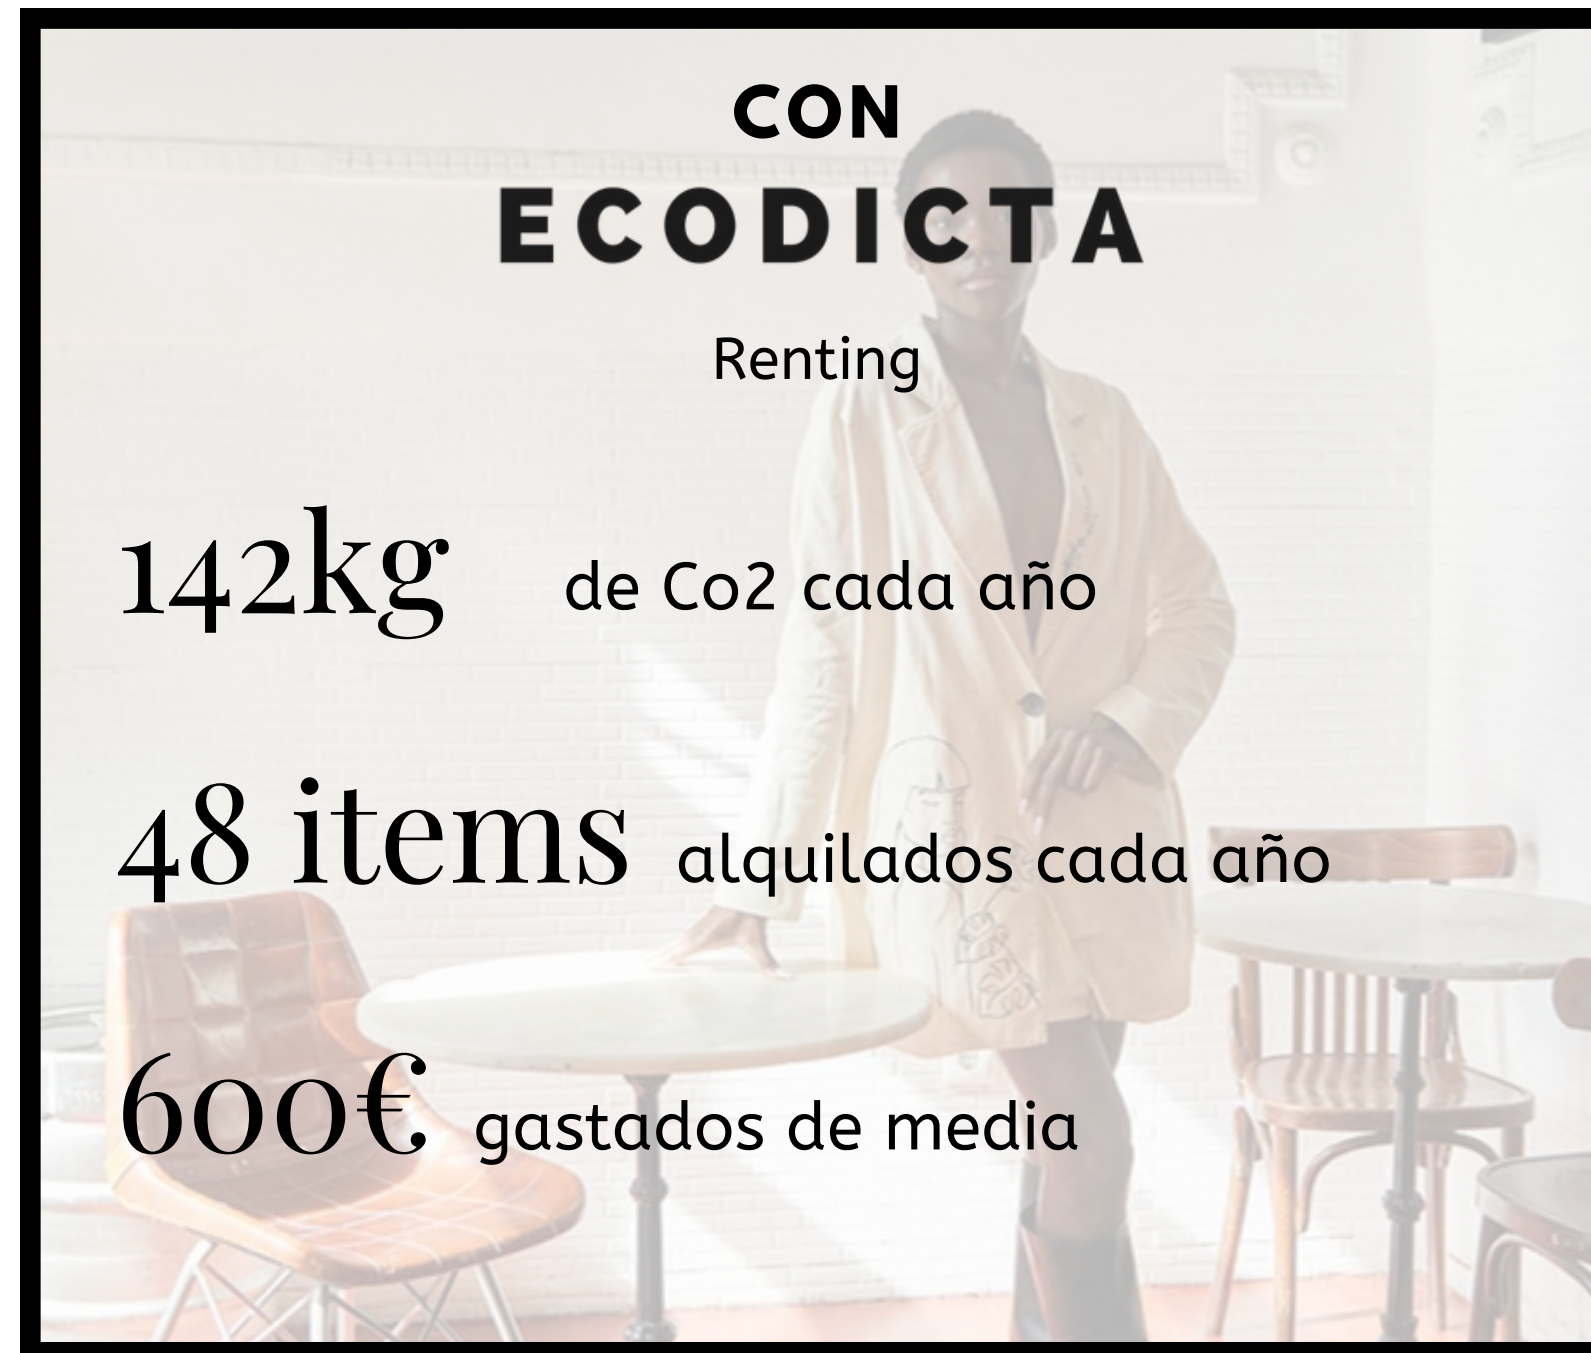 CON
ECODICTA
Renting
142kg de Co2 cada año
48 items alquilados cada año
600€ gastados de media